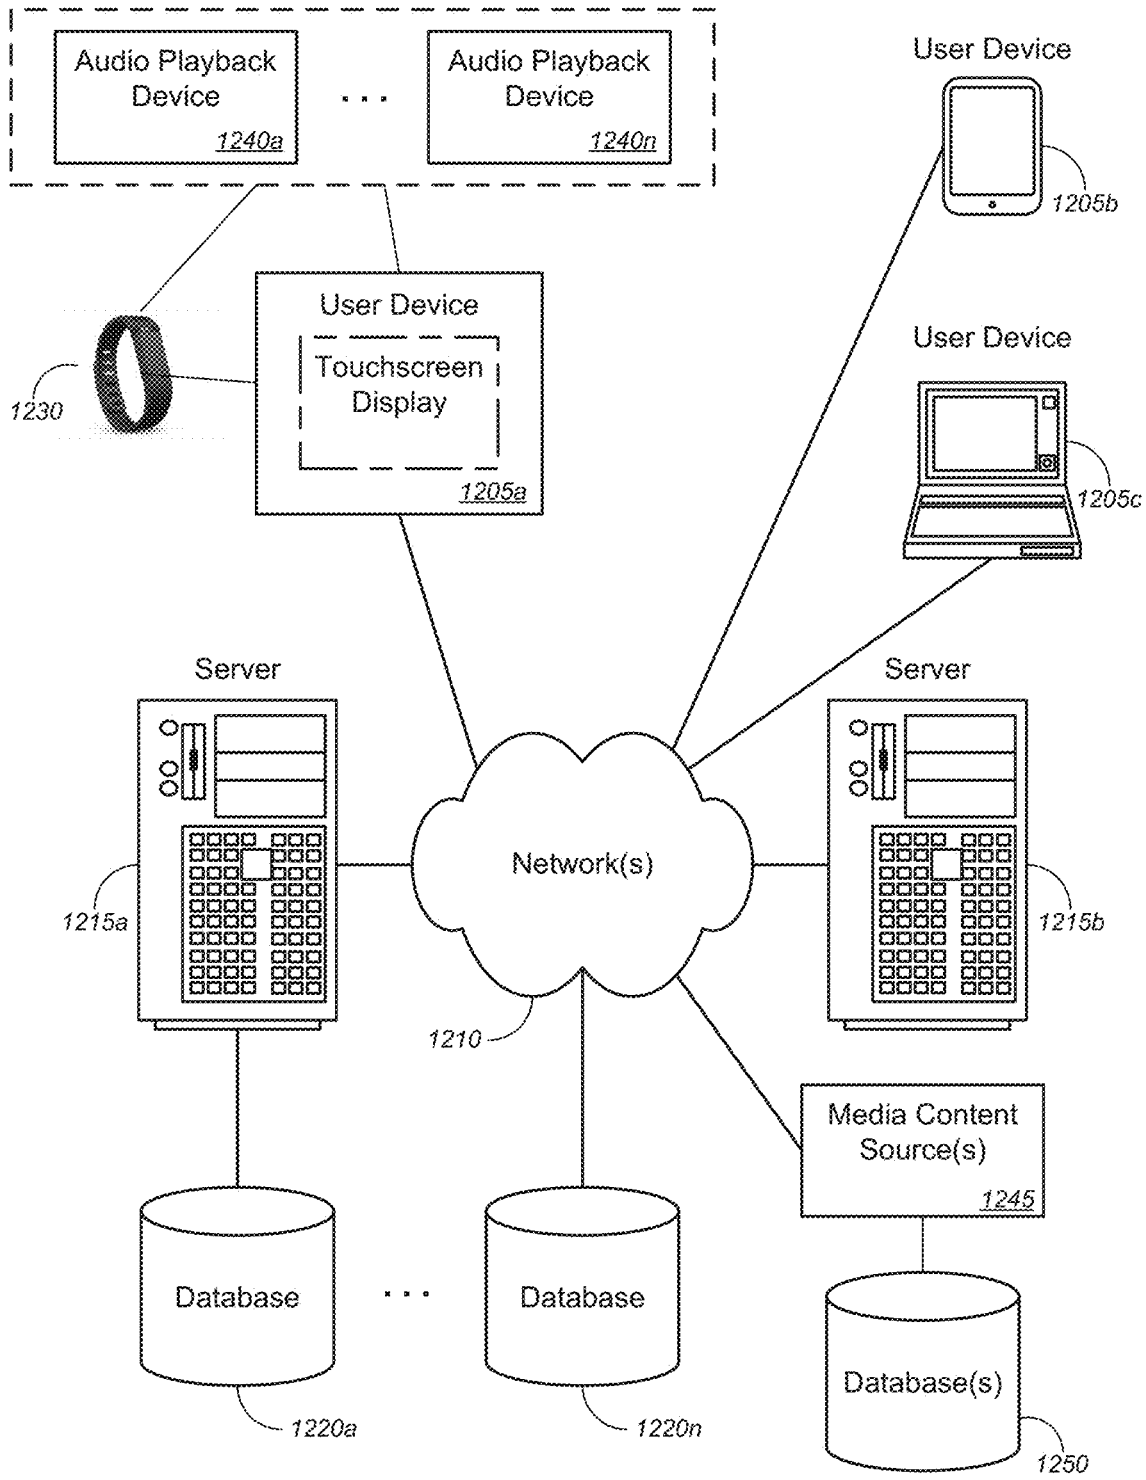 Audio Playback
Device
1240a
. . .
Audio Playback
Device
1240n
User Device
1205b
User Device
Touchscreen
Display
1205a
1230
User Device
1205c
Server
1215a
Network(s)
1210
Server
1215b
Media Content
Source(s)
1245
Database
1220a
. . .
Database
1220n
Database(s)
1250